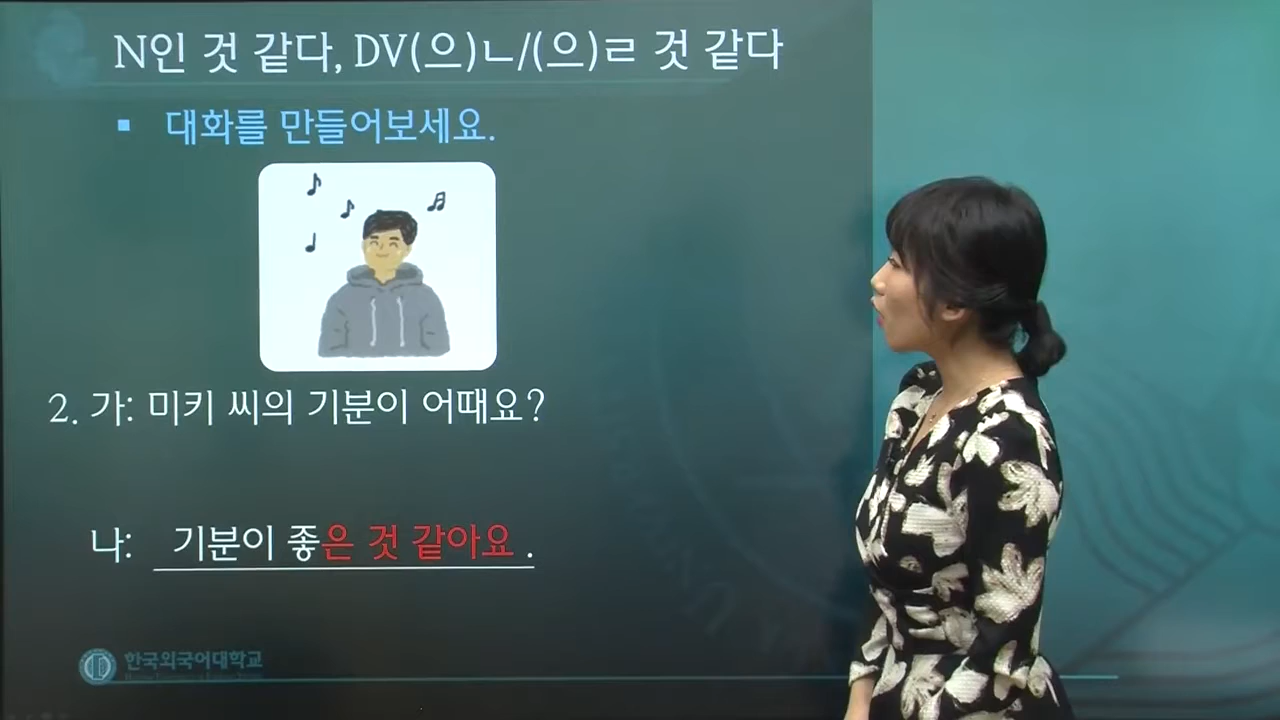 N인 것 같다, DV(으)ㄴ/(으)ㄹ 것 같다
▪ 대화를 만들어보세요.
2. 가: 미키 씨의 기분이 어때요?
나: 기분이 좋은 것 같아요 .
한국외국어대학교